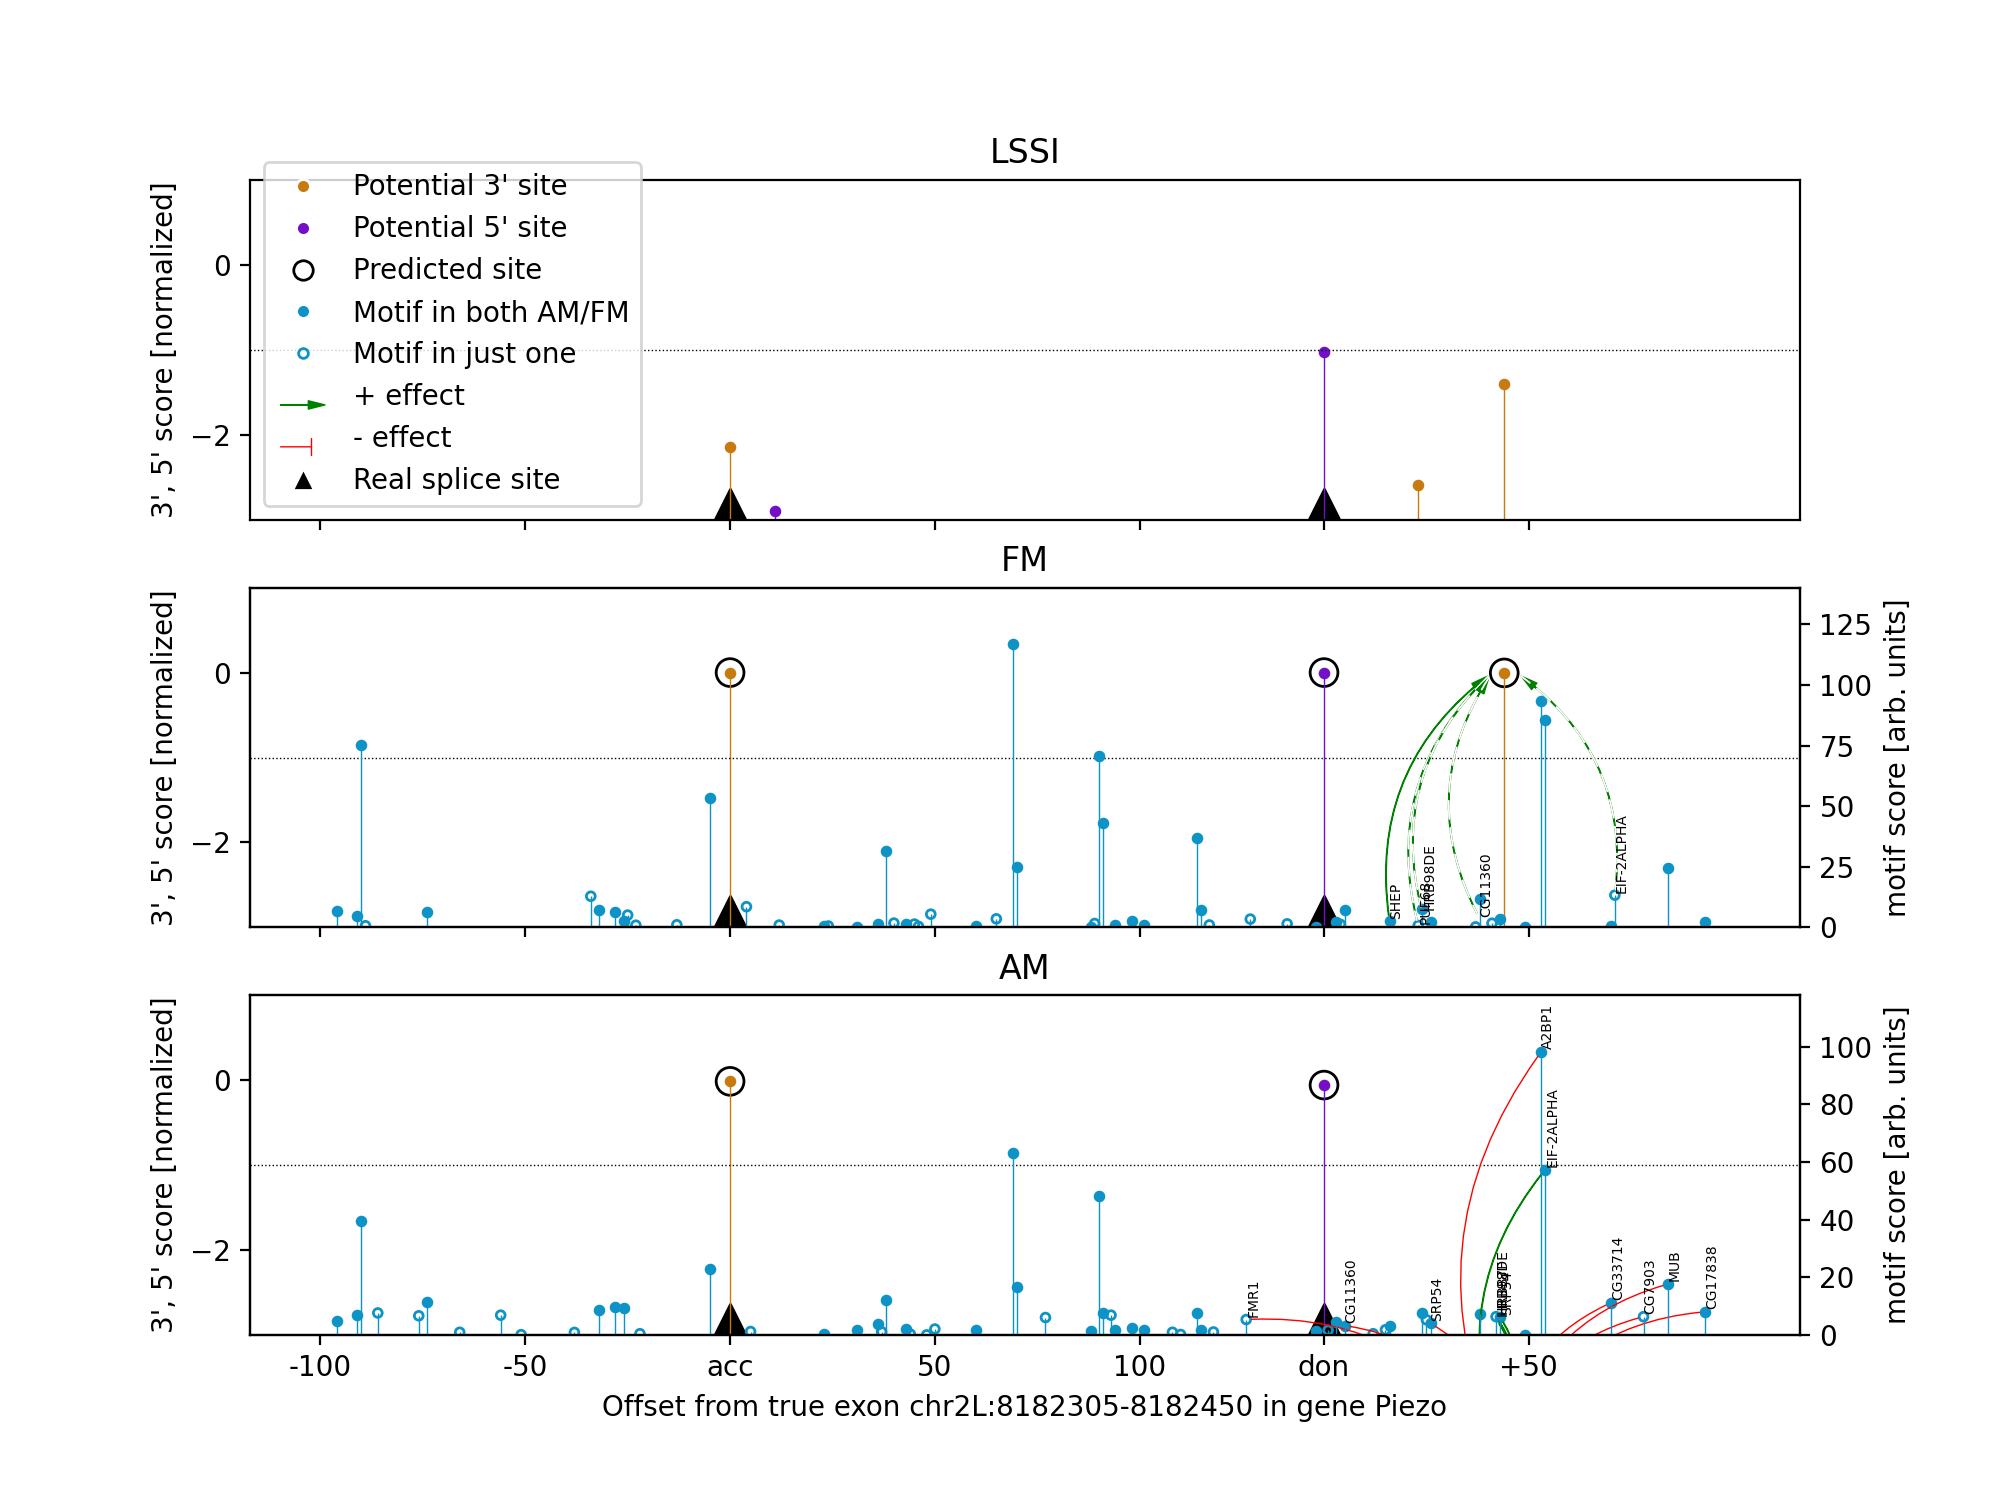 LSSI
3', 5' score [normalized]
0
−2
Potential 3' site
Potential 5' site
Predicted site
Motif in both AM/FM
Motif in just one
+ effect
- effect
Real splice site
FM
3', 5' score [normalized]
0
−2
SHEP
HRB98DE
CG11360
EIF-2ALPHA
125
100
75
50
25
0
motif score [arb. units]
AM
3', 5' score [normalized]
0
−2
FMR1
CG11360
SRP54
A2BP1
EIF-2ALPHA
CG33714
CG7903
MUB
CG17838
100
80
60
40
20
0
motif score [arb. units]
-100 -50 acc 50 100 don +50
Offset from true exon chr2L:8182305-8182450 in gene Piezo